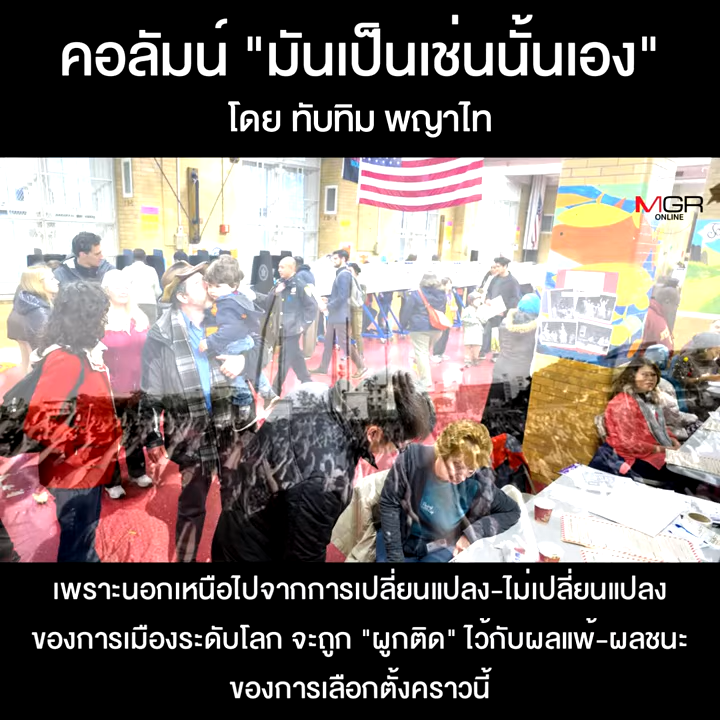 คอลัมน์ "มันเป็นเช่นนั้นเอง"
โดย ทับทิม พญาไท
MGR
ONLINE
เพราะนอกเหนือไปจากการเปลี่ยนแปลง-ไม่เปลี่ยนแปลง
ของการเมืองระดับโลก จะถูก "ผูกติด" ไว้กับผลแพ้-ผลชนะ
ของการเลือกตั้งคราวนี้